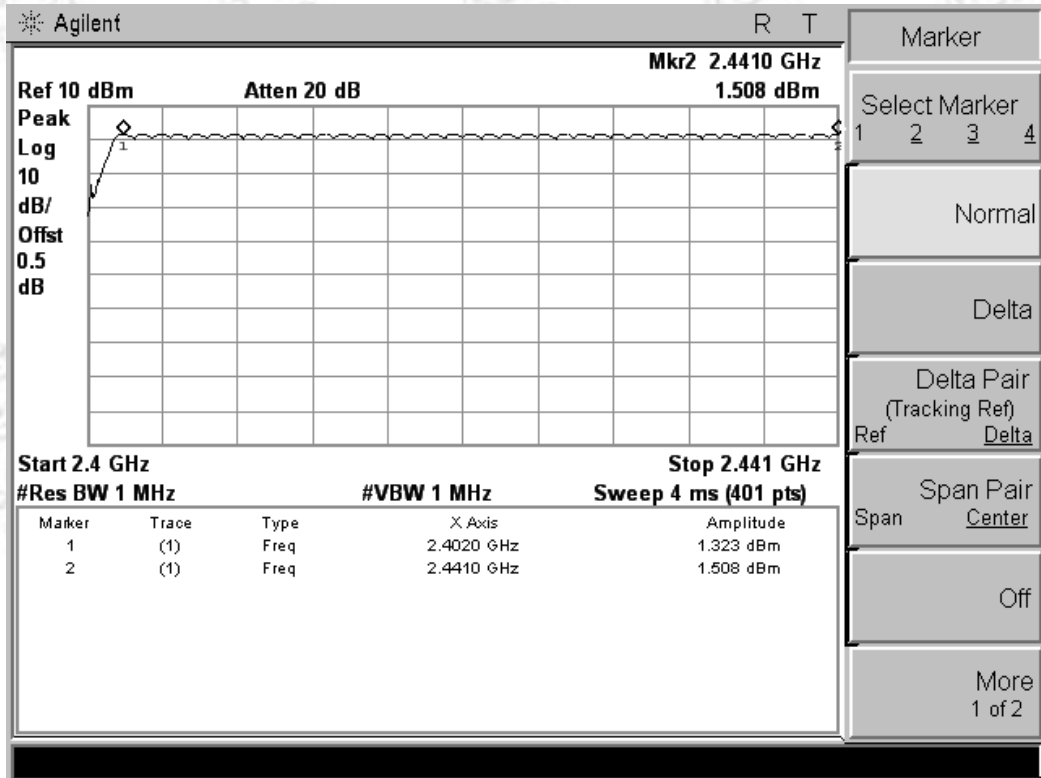 Agilent R T
Mkr2 2.4410 GHz
Ref 10 dBm Atten 20 dB 1.508 dBm
Peak
Log
10
dB/
Offst
0.5
dB
1
2
Start 2.4 GHz Stop 2.441 GHz
#Res BW 1 MHz #VBW 1 MHz Sweep 4 ms (401 pts)
Marker Trace Type X Axis Amplitude
1 (1) Freq 2.4020 GHz 1.323 dBm
2 (1) Freq 2.4410 GHz 1.508 dBm
Marker
Select Marker
1 2 3 4
Normal
Delta
Delta Pair
(Tracking Ref)
Ref Delta
Span Pair
Span Center
Off
More
1 of 2